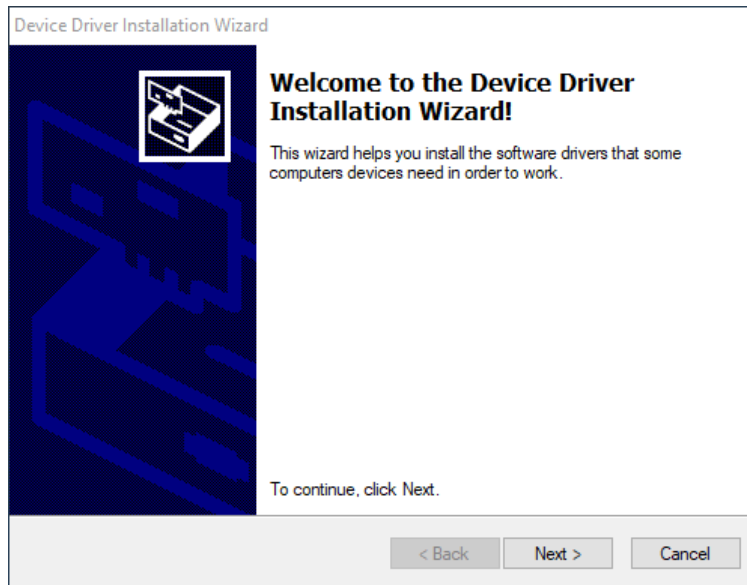 Device Driver Installation Wizard
Welcome to the Device Driver
Installation Wizard!
This wizard helps you install the software drivers that some
computers devices need in order to work.
To continue, click Next.
< Back
Next >
Cancel